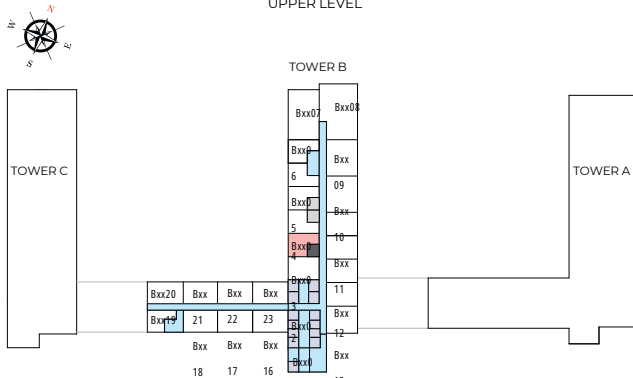 UPPER LEVEL
N
W
E
S
TOWER B
Bxx07
Bxx08
Bxx0
6
Bxx
09
TOWER C
TOWER A
Bxx0
5
Bxx
10
Bxx0
4
Bxx
11
Bxx0
3
Bxx20
Bxx
21
Bxx
22
Bxx
23
Bxx19
Bxx
18
Bxx
17
Bxx
16
Bxx0
2
Bxx
12
Bxx0
Bxx